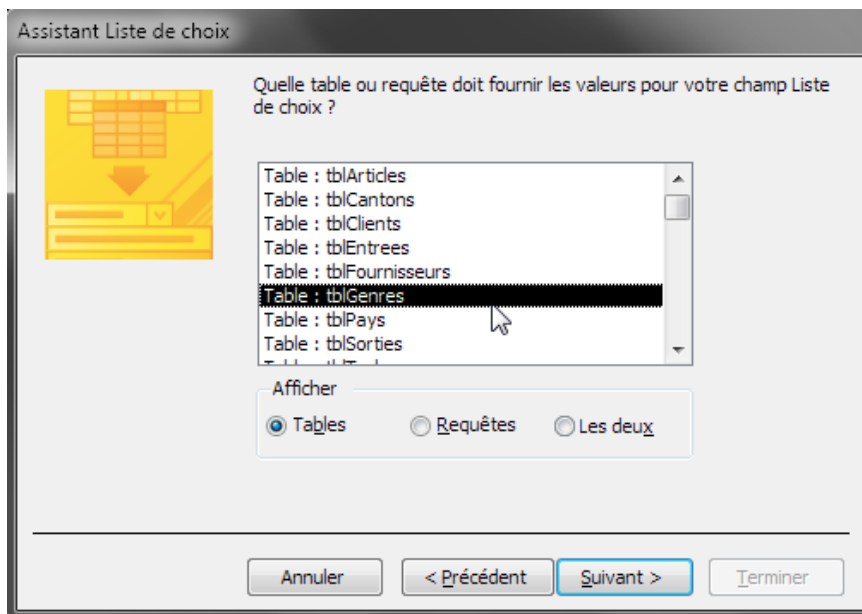 Assistant Liste de choix
Quelle table ou requête doit fournir les valeurs pour votre champ Liste
de choix ?
Table : tblArticles
Table : tblCantons
Table : tblClients
Table : tblEntrees
Table : tblFournisseurs
Table : tblGenres
Table : tblPays
Table : tblSorties
Afficher
Tables Requêtes Les deux
Annuler < Précédent Suivant > Terminer